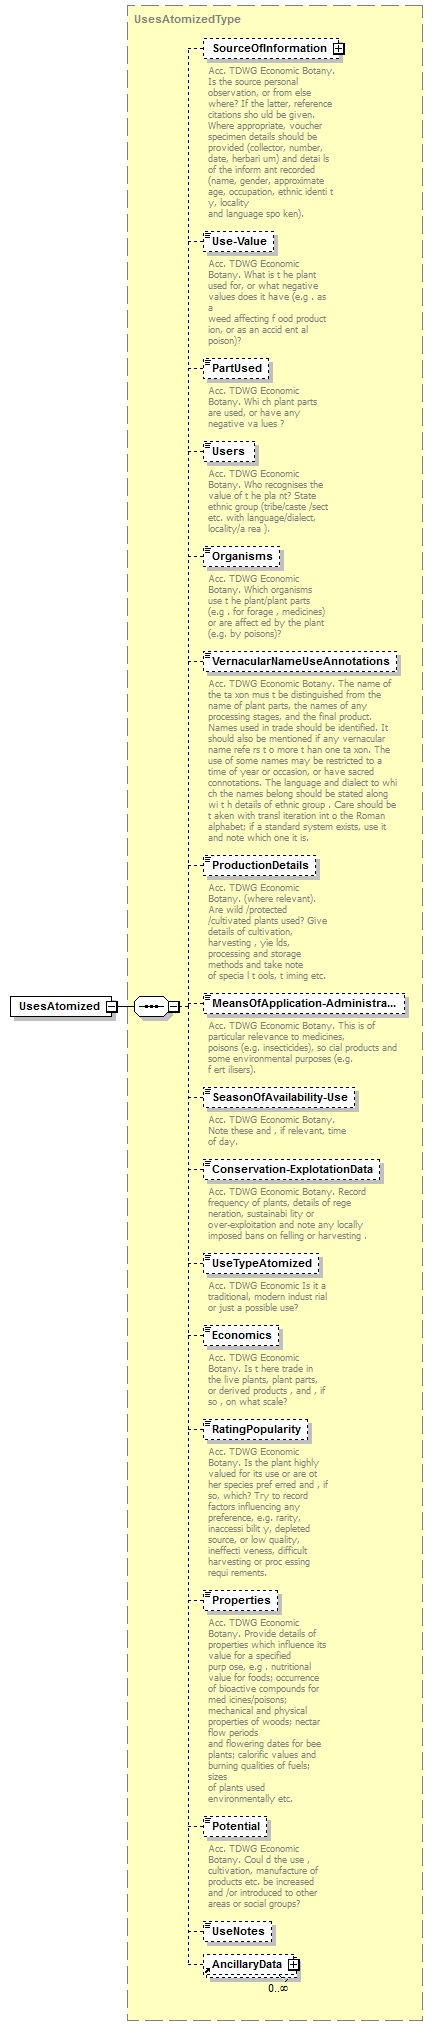 UsesAtomizedType
SourceOfInformation
Acc. TDWG Economic Botany.
Is the source personal
observation, or from else
where? If the latter, reference
citations sho uld be given.
Where appropriate, voucher
specimen details should be
provided (collector, number,
date, herbari um) and detai ls
of the inform ant recorded
(name, gender, approximate
age, occupation, ethnic identi t
y, locality
and language spo ken).
Use-Value
Acc. TDWG Economic
Botany. What is t he plant
used for, or what negative
values does it have (e.g . as
a
weed affecting f ood product
ion, or as an accid ent al
poison)?
PartUsed
Acc. TDWG Economic
Botany. Whi ch plant parts
are used, or have any
negative va lues ?
Users
Acc. TDWG Economic
Botany. Who recognises the
value of t he pla nt? State
ethnic group (tribe/caste /sect
etc. with language/dialect,
locality/a rea ).
Organisms
Acc. TDWG Economic
Botany. Which organisms
use t he plant/plant parts
(e.g . for forage , medicines)
or are affect ed by the plant
(e.g. by poisons)?
VernacularNameUseAnnotations
Acc. TDWG Economic Botany. The name of
the ta xon mus t be distinguished from the
name of plant parts, the names of any
processing stages, and the final product.
Names used in trade should be identified. It
should also be mentioned if any vernacular
name refe rs t o more t han one ta xon. The
use of some names may be restricted to a
time of year or occasion, or have sacred
connotations. The language and dialect to whi
ch the names belong should be stated along
wi t h details of ethnic group . Care should be
t aken with transl iteration int o the Roman
alphabet; if a standard system exists, use it
and note which one it is.
ProductionDetails
Acc. TDWG Economic
Botany. (where relevant).
Are wild /protected
/cultivated plants used? Give
details of cultivation,
harvesting , yie lds,
processing and storage
methods and take note
of specia l t ools, t iming etc.
UsesAtomized
MeansOfApplication-Administra...
Acc. TDWG Economic Botany. This is of
particular relevance to medicines,
poisons (e.g. insecticides), so cial products and
some environmental purposes (e.g.
f ert ilisers).
SeasonOfAvailability-Use
Acc. TDWG Economic Botany.
Note these and , if relevant, time
of day.
Conservation-ExplotationData
Acc. TDWG Economic Botany. Record
frequency of plants, details of rege
neration, sustainabi lity or
over-exploitation and note any locally
imposed bans on felling or harvesting .
UseTypeAtomized
Acc. TDWG Economic Is it a
traditional, modern indust rial
or just a possible use?
Economics
Acc. TDWG Economic
Botany. Is t here trade in
the live plants, plant parts,
or derived products , and , if
so , on what scale?
RatingPopularity
Acc. TDWG Economic
Botany. Is the plant highly
valued for its use or are ot
her species pref erred and , if
so, which? Try to record
factors influencing any
preference, e.g. rarity,
inaccessi bilit y, depleted
source, or low quality,
ineffecti veness, difficult
harvesting or proc essing
requi rements.
Properties
Acc. TDWG Economic
Botany. Provide details of
properties which influence its
value for a specified
purp ose, e.g . nutritional
value for foods; occurrence
of bioactive compounds for
med icines/poisons;
mechanical and physical
properties of woods; nectar
flow periods
and flowering dates for bee
plants; calorific values and
burning qualities of fuels;
sizes
of plants used
environmentally etc.
Potential
Acc. TDWG Economic
Botany. Coul d the use ,
cultivation, manufacture of
products etc. be increased
and /or introduced to other
areas or social groups?
UseNotes
AncillaryData
0..∞